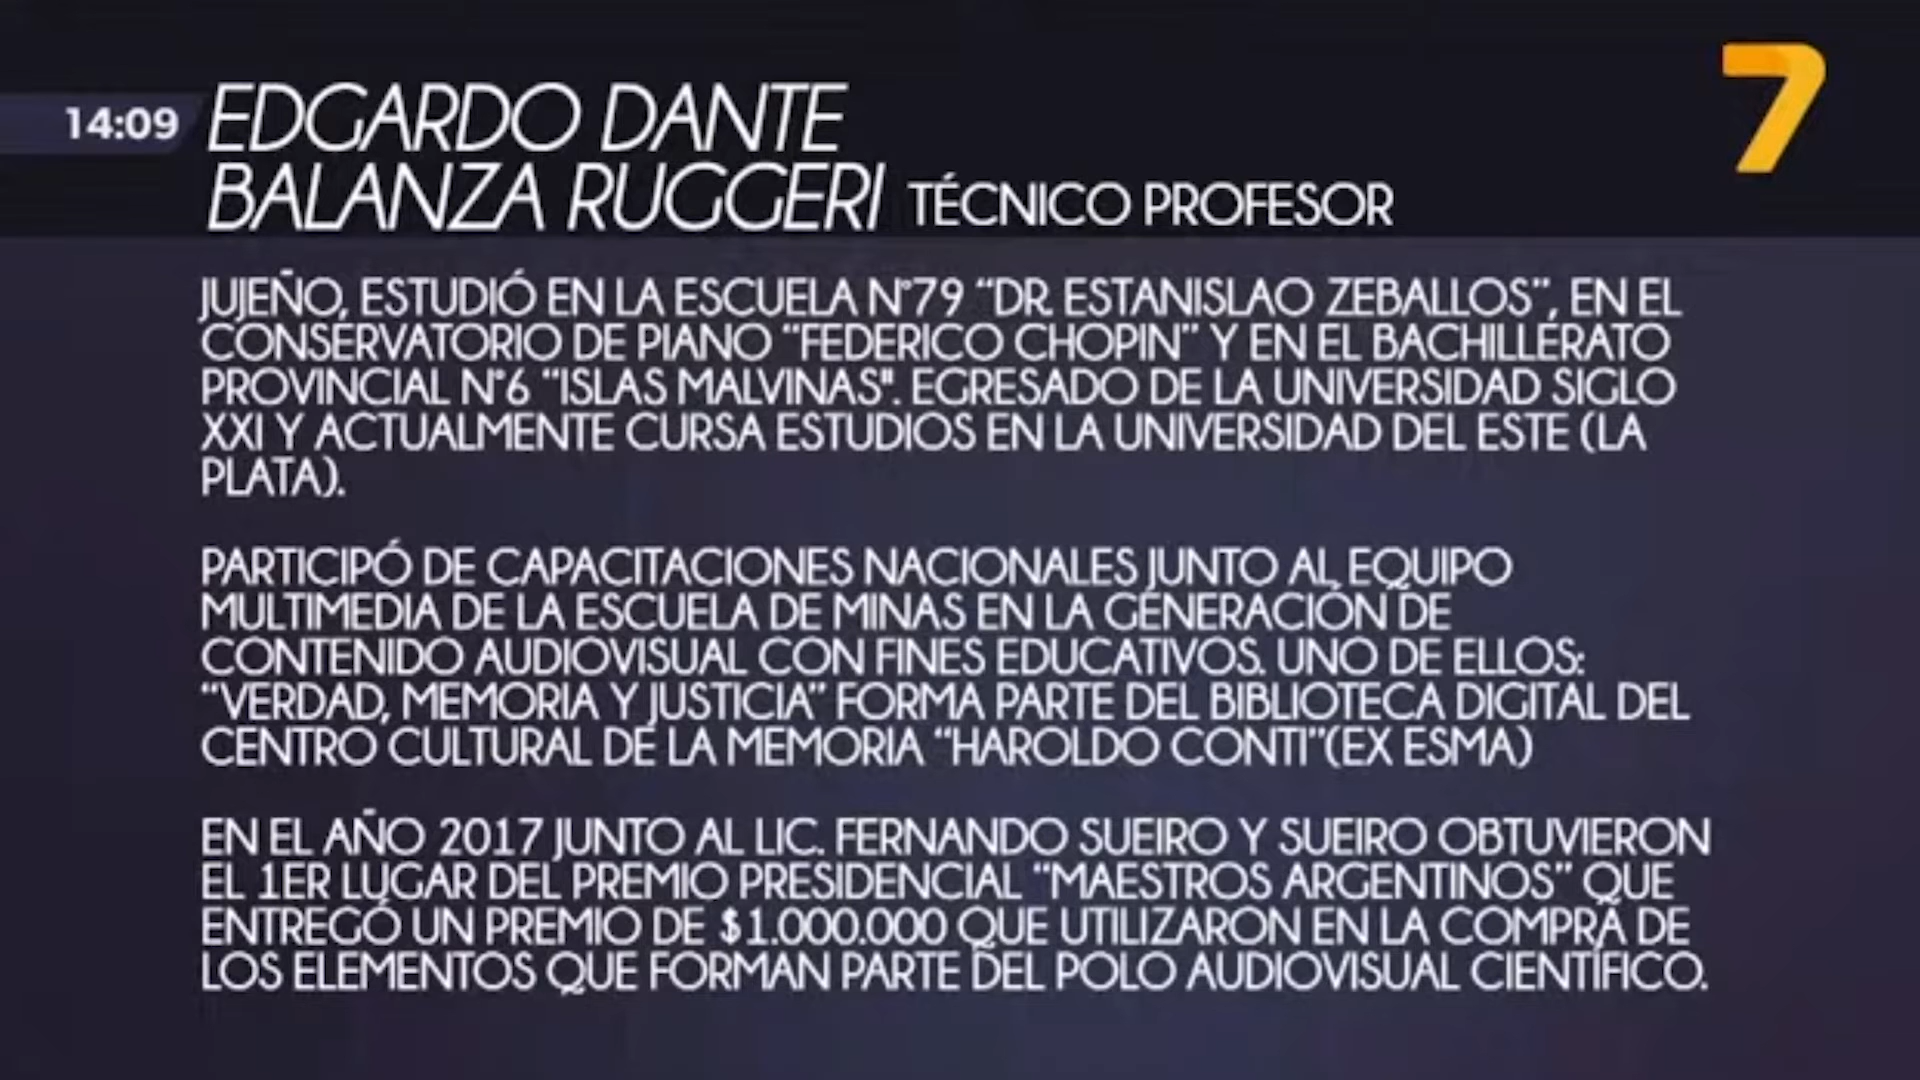 7
14:09
EDGARDO DANTE
BALANZA RUGGERI TÉCNICO PROFESOR
JUJEÑO, ESTUDIÓ EN LA ESCUELA N°79 “DR. ESTANISLAO ZEBALLOS”, EN EL
CONSERVATORIO DE PIANO “FEDERICO CHOPIN” Y EN EL BACHILLERATO
PROVINCIAL N°6 “ISLAS MALVINAS". EGRESADO DE LA UNIVERSIDAD SIGLO
XXI Y ACTUALMENTE CURSA ESTUDIOS EN LA UNIVERSIDAD DEL ESTE (LA
PLATA).
PARTICIPÓ DE CAPACITACIONES NACIONALES JUNTO AL EQUIPO
MULTIMEDIA DE LA ESCUELA DE MINAS EN LA GENERACIÓN DE
CONTENIDO AUDIOVISUAL CON FINES EDUCATIVOS. UNO DE ELLOS:
“VERDAD, MEMORIA Y JUSTICIA” FORMA PARTE DEL BIBLIOTECA DIGITAL DEL
CENTRO CULTURAL DE LA MEMORIA “HAROLDO CONTI”(EX ESMA)
EN EL AÑO 2017 JUNTO AL LIC. FERNANDO SUEIRO Y SUEIRO OBTUVIERON
EL 1ER LUGAR DEL PREMIO PRESIDENCIAL “MAESTROS ARGENTINOS” QUE
ENTREGÓ UN PREMIO DE $1.000.000 QUE UTILIZARON EN LA COMPRA DE
LOS ELEMENTOS QUE FORMAN PARTE DEL POLO AUDIOVISUAL CIENTÍFICO.